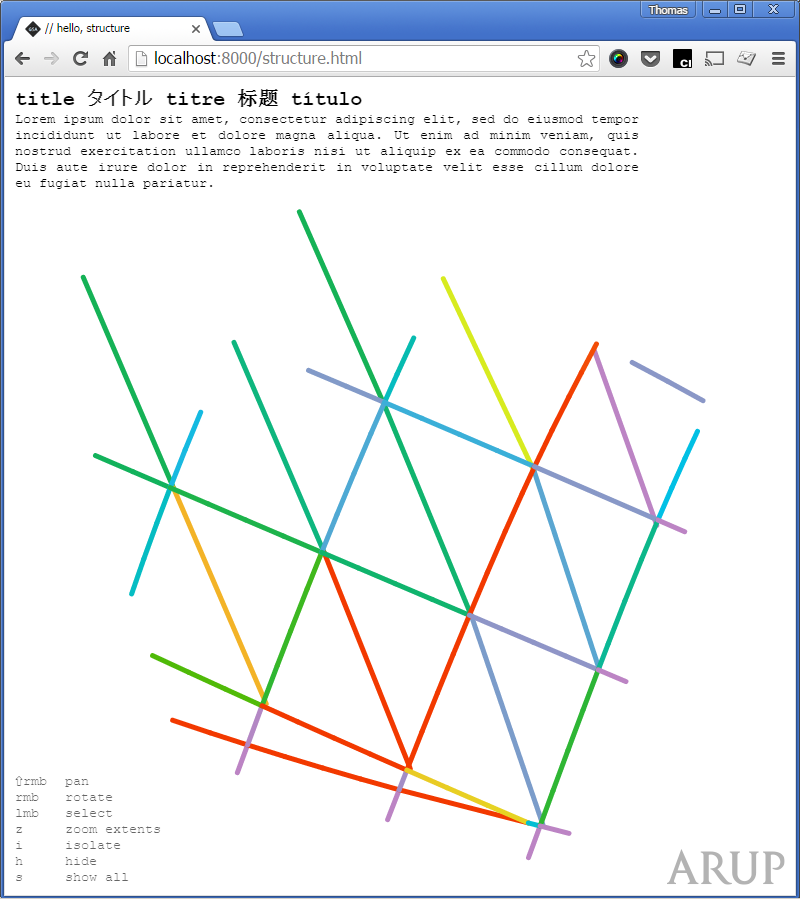 Thomas
// hello, structure
localhost:8000/structure.html
title タイトル titre 标题 título
Lorem ipsum dolor sit amet, consectetur adipiscing elit, sed do eiusmod tempor
incididunt ut labore et dolore magna aliqua. Ut enim ad minim veniam, quis
nostrud exercitation ullamco laboris nisi ut aliquip ex ea commodo consequat.
Duis aute irure dolor in reprehenderit in voluptate velit esse cillum dolore
eu fugiat nulla pariatur.
⇧rmb pan
rmb rotate
lmb select
z zoom extents
i isolate
h hide
s show all
ARUP